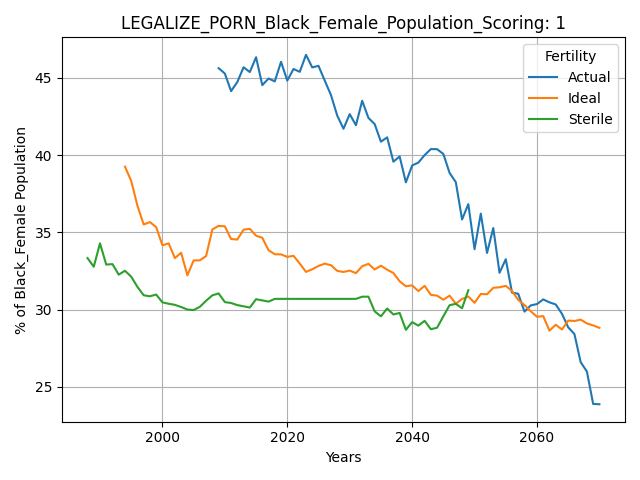 LEGALIZE_PORN_Black_Female_Population_Scoring: 1
Fertility
Actual
Ideal
Sterile
% of Black_Female Population
45
40
35
30
25
2000 2020 2040 2060
Years